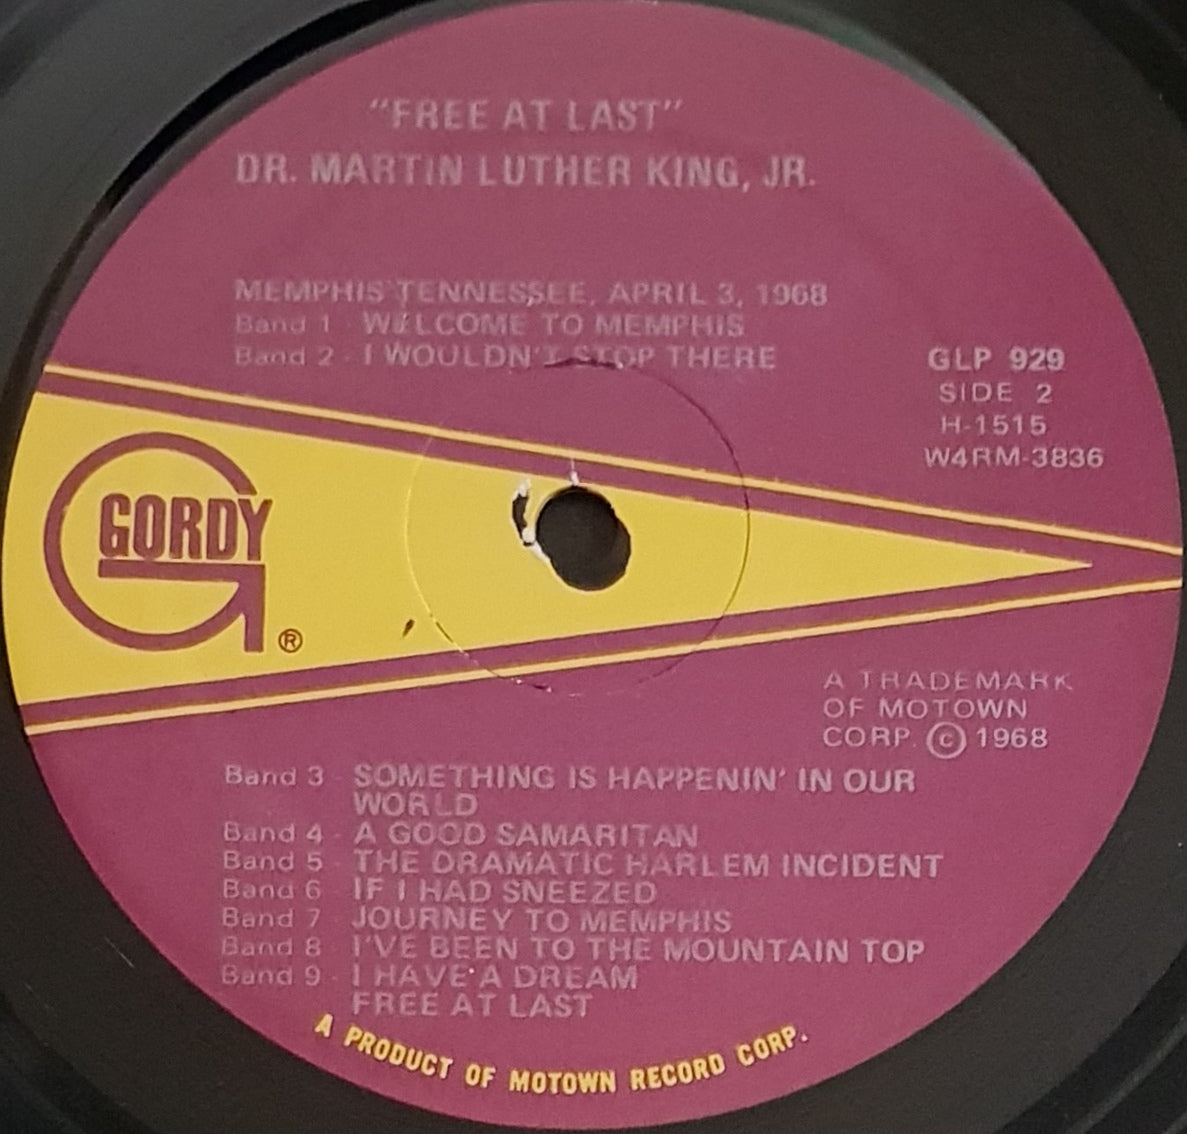 "FREE AT LAST"
DR. MARTIN LUTHER KING, JR.
MEMPHIS TENNESSEE, APRIL 3, 1968
Band 1 - WELCOME TO MEMPHIS
Band 2 - I WOULDN'T STOP THERE
GLP 929
SIDE 2
H-1515
W4RM-3836
GORDY
®
A TRADEMARK
OF MOTOWN
CORP. © 1968
Band 3 - SOMETHING IS HAPPENIN' IN OUR
WORLD
Band 4 - A GOOD SAMARITAN
Band 5 - THE DRAMATIC HARLEM INCIDENT
Band 6 - IF I HAD SNEEZED
Band 7 - JOURNEY TO MEMPHIS
Band 8 - I'VE BEEN TO THE MOUNTAIN TOP
Band 9 - I HAVE A DREAM
FREE AT LAST
A PRODUCT OF MOTOWN RECORD CORP.